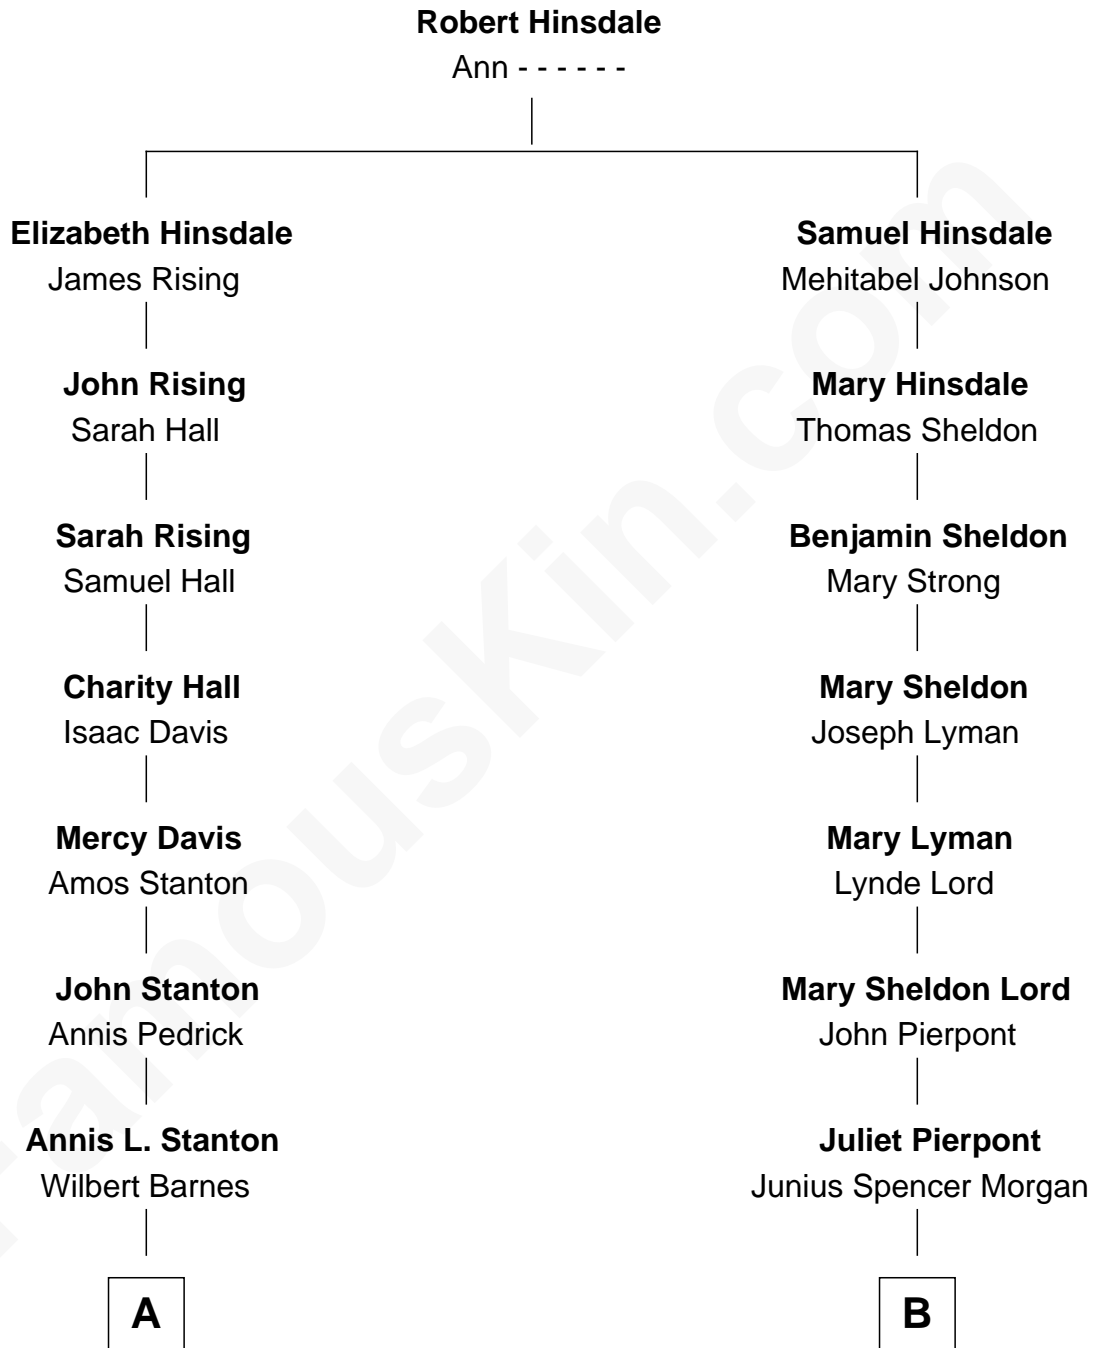 Robert Hinsdale
Ann - - - - - -
Elizabeth Hinsdale
James Rising
Samuel Hinsdale
Mehitabel Johnson
John Rising
Sarah Hall
Mary Hinsdale
Thomas Sheldon
Sarah Rising
Samuel Hall
Benjamin Sheldon
Mary Strong
Charity Hall
Isaac Davis
Mary Sheldon
Joseph Lyman
Mercy Davis
Amos Stanton
Mary Lyman
Lynde Lord
John Stanton
Annis Pedrick
Mary Sheldon Lord
John Pierpont
Annis L. Stanton
Wilbert Barnes
Juliet Pierpont
Junius Spencer Morgan
A
B
FamousKin.com